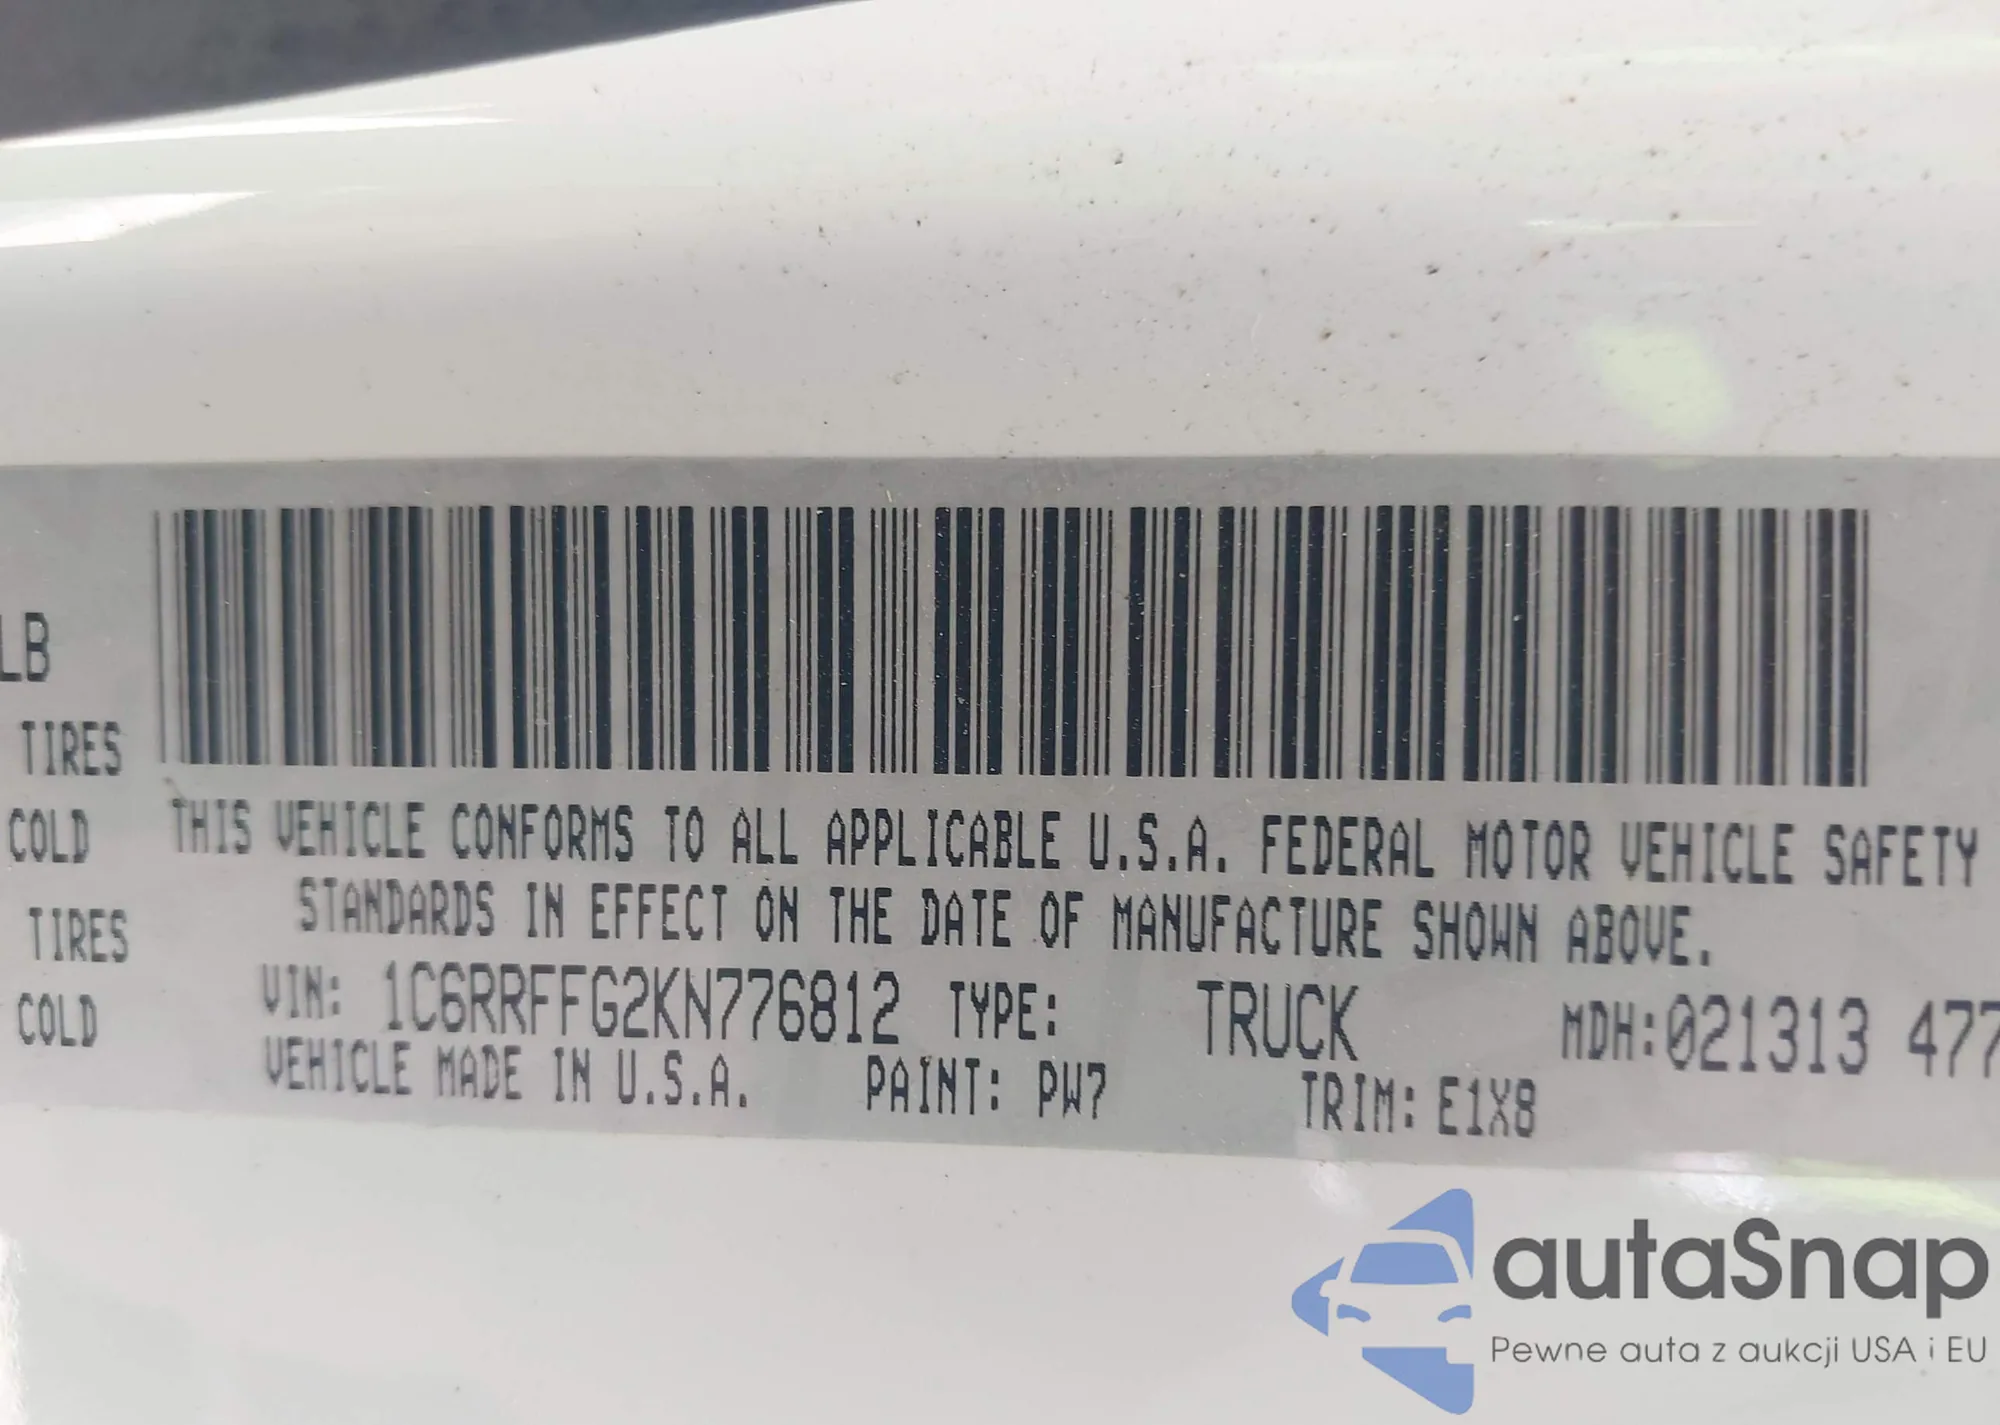 LB
TIRES
COLD
TIRES
COLD
THIS VEHICLE CONFORMS TO ALL APPLICABLE U.S.A. FEDERAL MOTOR VEHICLE SAFETY
STANDARDS IN EFFECT ON THE DATE OF MANUFACTURE SHOWN ABOVE.
VIN: 1C6RRFFG2KN776812 TYPE: TRUCK MDH:021313 477
VEHICLE MADE IN U.S.A. PAINT: PW7 TRIM: E1X8
autaSnap
Pewne auta z aukcji USA i EU